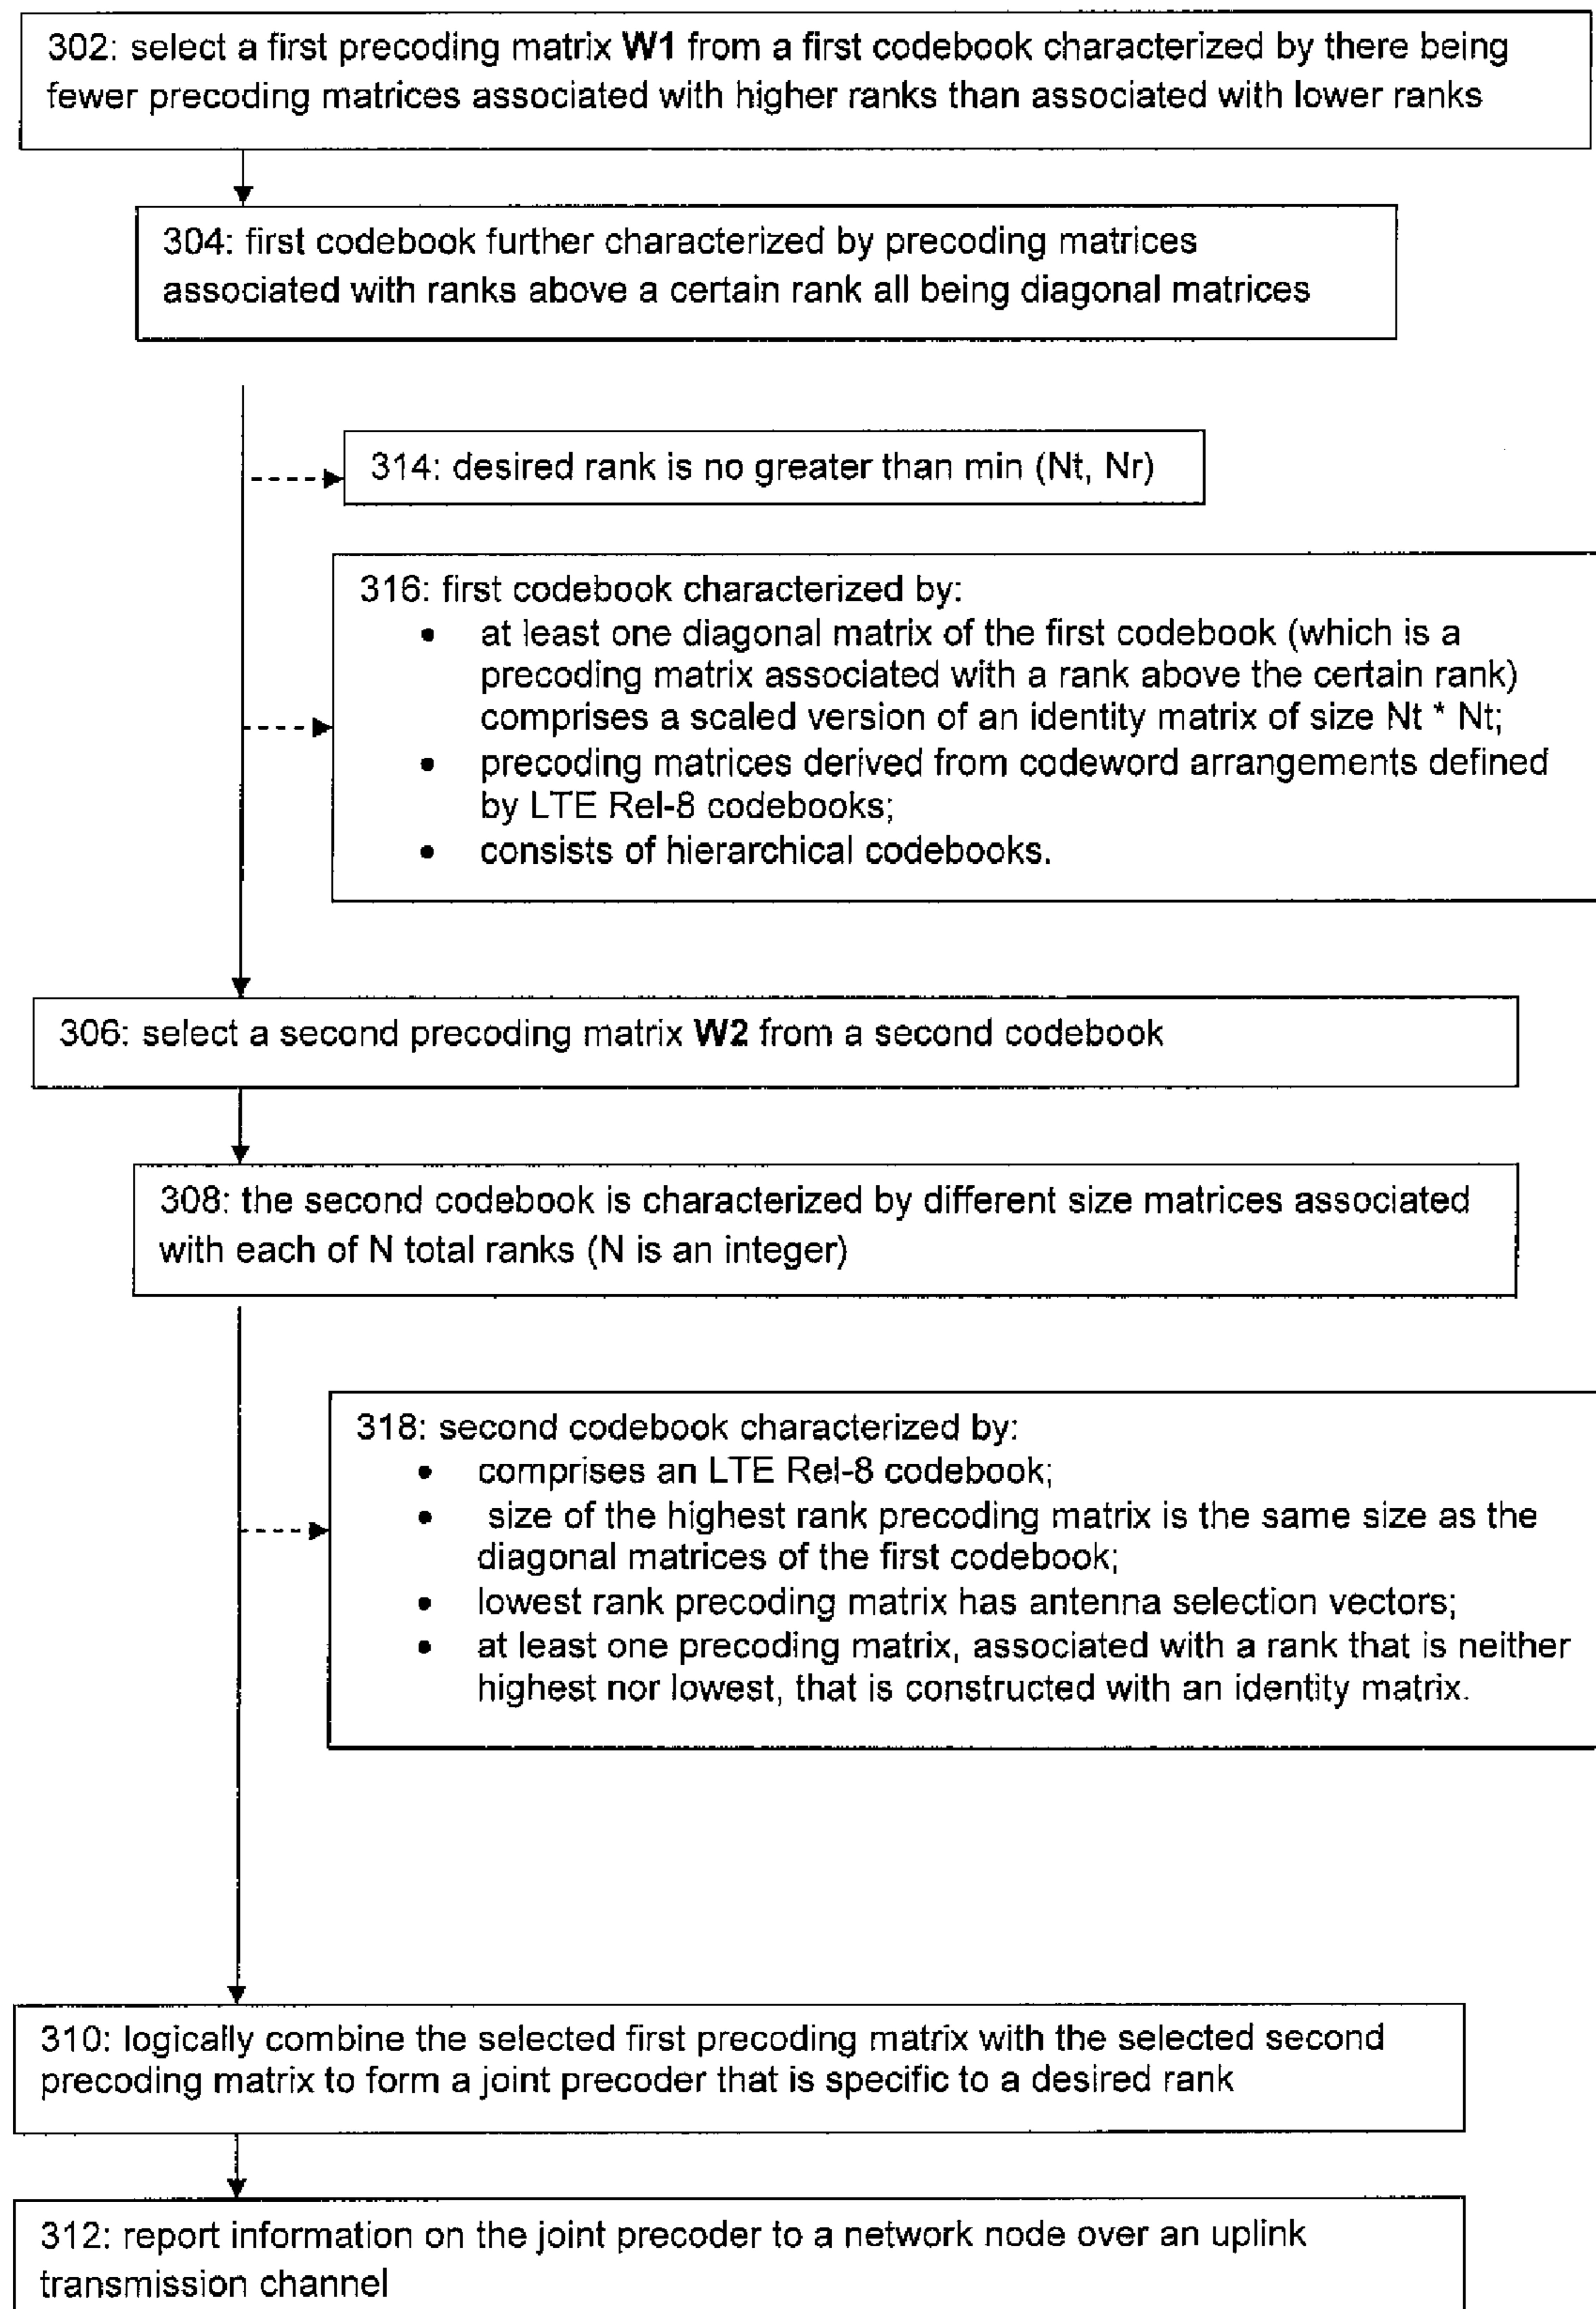 302: select a first precoding matrix W1 from a first codebook characterized by there being
fewer precoding matrices associated with higher ranks than associated with lower ranks
304: first codebook further characterized by precoding matrices
associated with ranks above a certain rank all being diagonal matrices
314: desired rank is no greater than min (Nt, Nr)
316: first codebook characterized by:
• at least one diagonal matrix of the first codebook (which is a
precoding matrix associated with a rank above the certain rank)
comprises a scaled version of an identity matrix of size Nt * Nt;
• precoding matrices derived from codeword arrangements defined
by LTE Rel-8 codebooks;
• consists of hierarchical codebooks.
306: select a second precoding matrix W2 from a second codebook
308: the second codebook is characterized by different size matrices associated
with each of N total ranks (N is an integer)
318: second codebook characterized by:
• comprises an LTE Rel-8 codebook;
• size of the highest rank precoding matrix is the same size as the
diagonal matrices of the first codebook;
• lowest rank precoding matrix has antenna selection vectors;
• at least one precoding matrix, associated with a rank that is neither
highest nor lowest, that is constructed with an identity matrix.
310: logically combine the selected first precoding matrix with the selected second
precoding matrix to form a joint precoder that is specific to a desired rank
312: report information on the joint precoder to a network node over an uplink
transmission channel